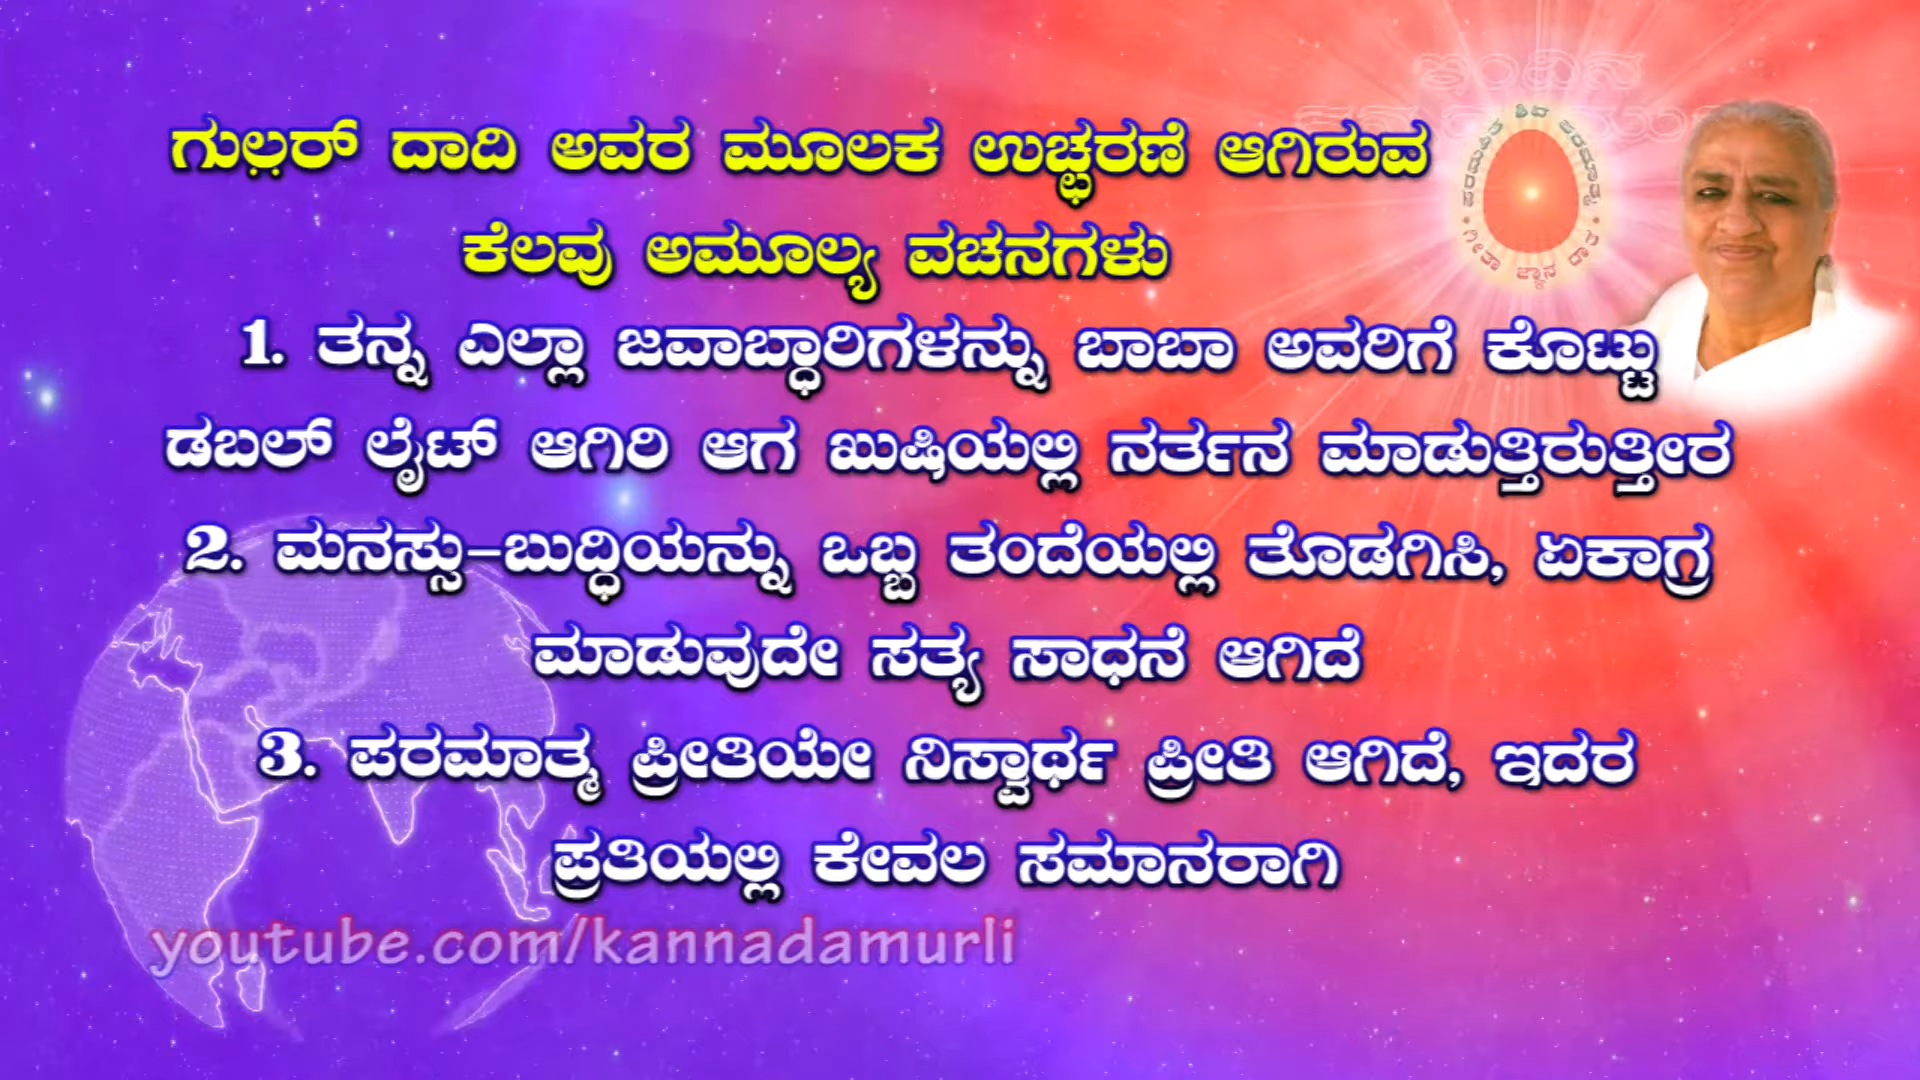 ಗುಲ಼ರ್ ದಾದಿ ಅವರ ಮೂಲಕ ಉಚ್ಛರಣೆ ಆಗಿರುವ
ಕೆಲವು ಅಮೂಲ್ಯ ವಚನಗಳು
1. ತನ್ನ ಎಲ್ಲಾ ಜವಾಬ್ಧಾರಿಗಳನ್ನು ಬಾಬಾ ಅವರಿಗೆ ಕೊಟ್ಟು
ಡಬಲ್ ಲೈಟ್ ಆಗಿರಿ ಆಗ ಖುಷಿಯಲ್ಲಿ ನರ್ತನ ಮಾಡುತ್ತಿರುತ್ತೀರ
2. ಮನಸ್ಸು-ಬುದ್ಧಿಯನ್ನು ಒಬ್ಬ ತಂದೆಯಲ್ಲಿ ತೊಡಗಿಸಿ, ಏಕಾಗ್ರ
ಮಾಡುವುದೇ ಸತ್ಯ ಸಾಧನೆ ಆಗಿದೆ
3. ಪರಮಾತ್ಮ ಪ್ರೀತಿಯೇ ನಿಸ್ವಾರ್ಥ ಪ್ರೀತಿ ಆಗಿದೆ, ಇದರ
ಪ್ರತಿಯಲ್ಲಿ ಕೇವಲ ಸಮಾನರಾಗಿ
youtube.com/kannadamurli
ಶಿವ ಪರಮಾತ್ಮ
ಗೀತಾ ಜ್ಞಾನ ದಾತ
ಇಂದಿನ